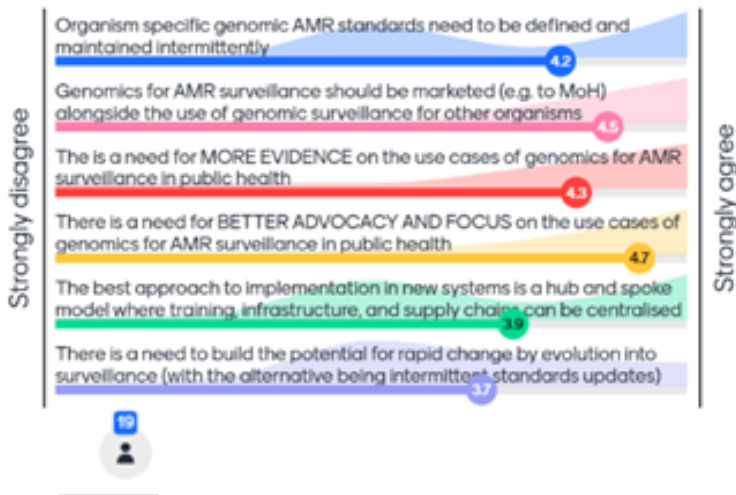 Organism specific genomic AMR standards need to be defined and
maintained intermittently
4.2
Genomics for AMR surveillance should be marketed (e.g. to MoH)
alongside the use of genomic surveillance for other organisms
4.5
The is a need for MORE EVIDENCE on the use cases of genomics for AMR
surveillance in public health
4.3
There is a need for BETTER ADVOCACY AND FOCUS on the use cases of
genomics for AMR surveillance in public health
4.7
The best approach to implementation in new systems is a hub and spoke
model where training, infrastructure, and supply chains can be centralised
3.9
There is a need to build the potential for rapid change by evolution into
surveillance (with the alternative being intermittent standards updates)
3.7
Strongly disagree
Strongly agree
19